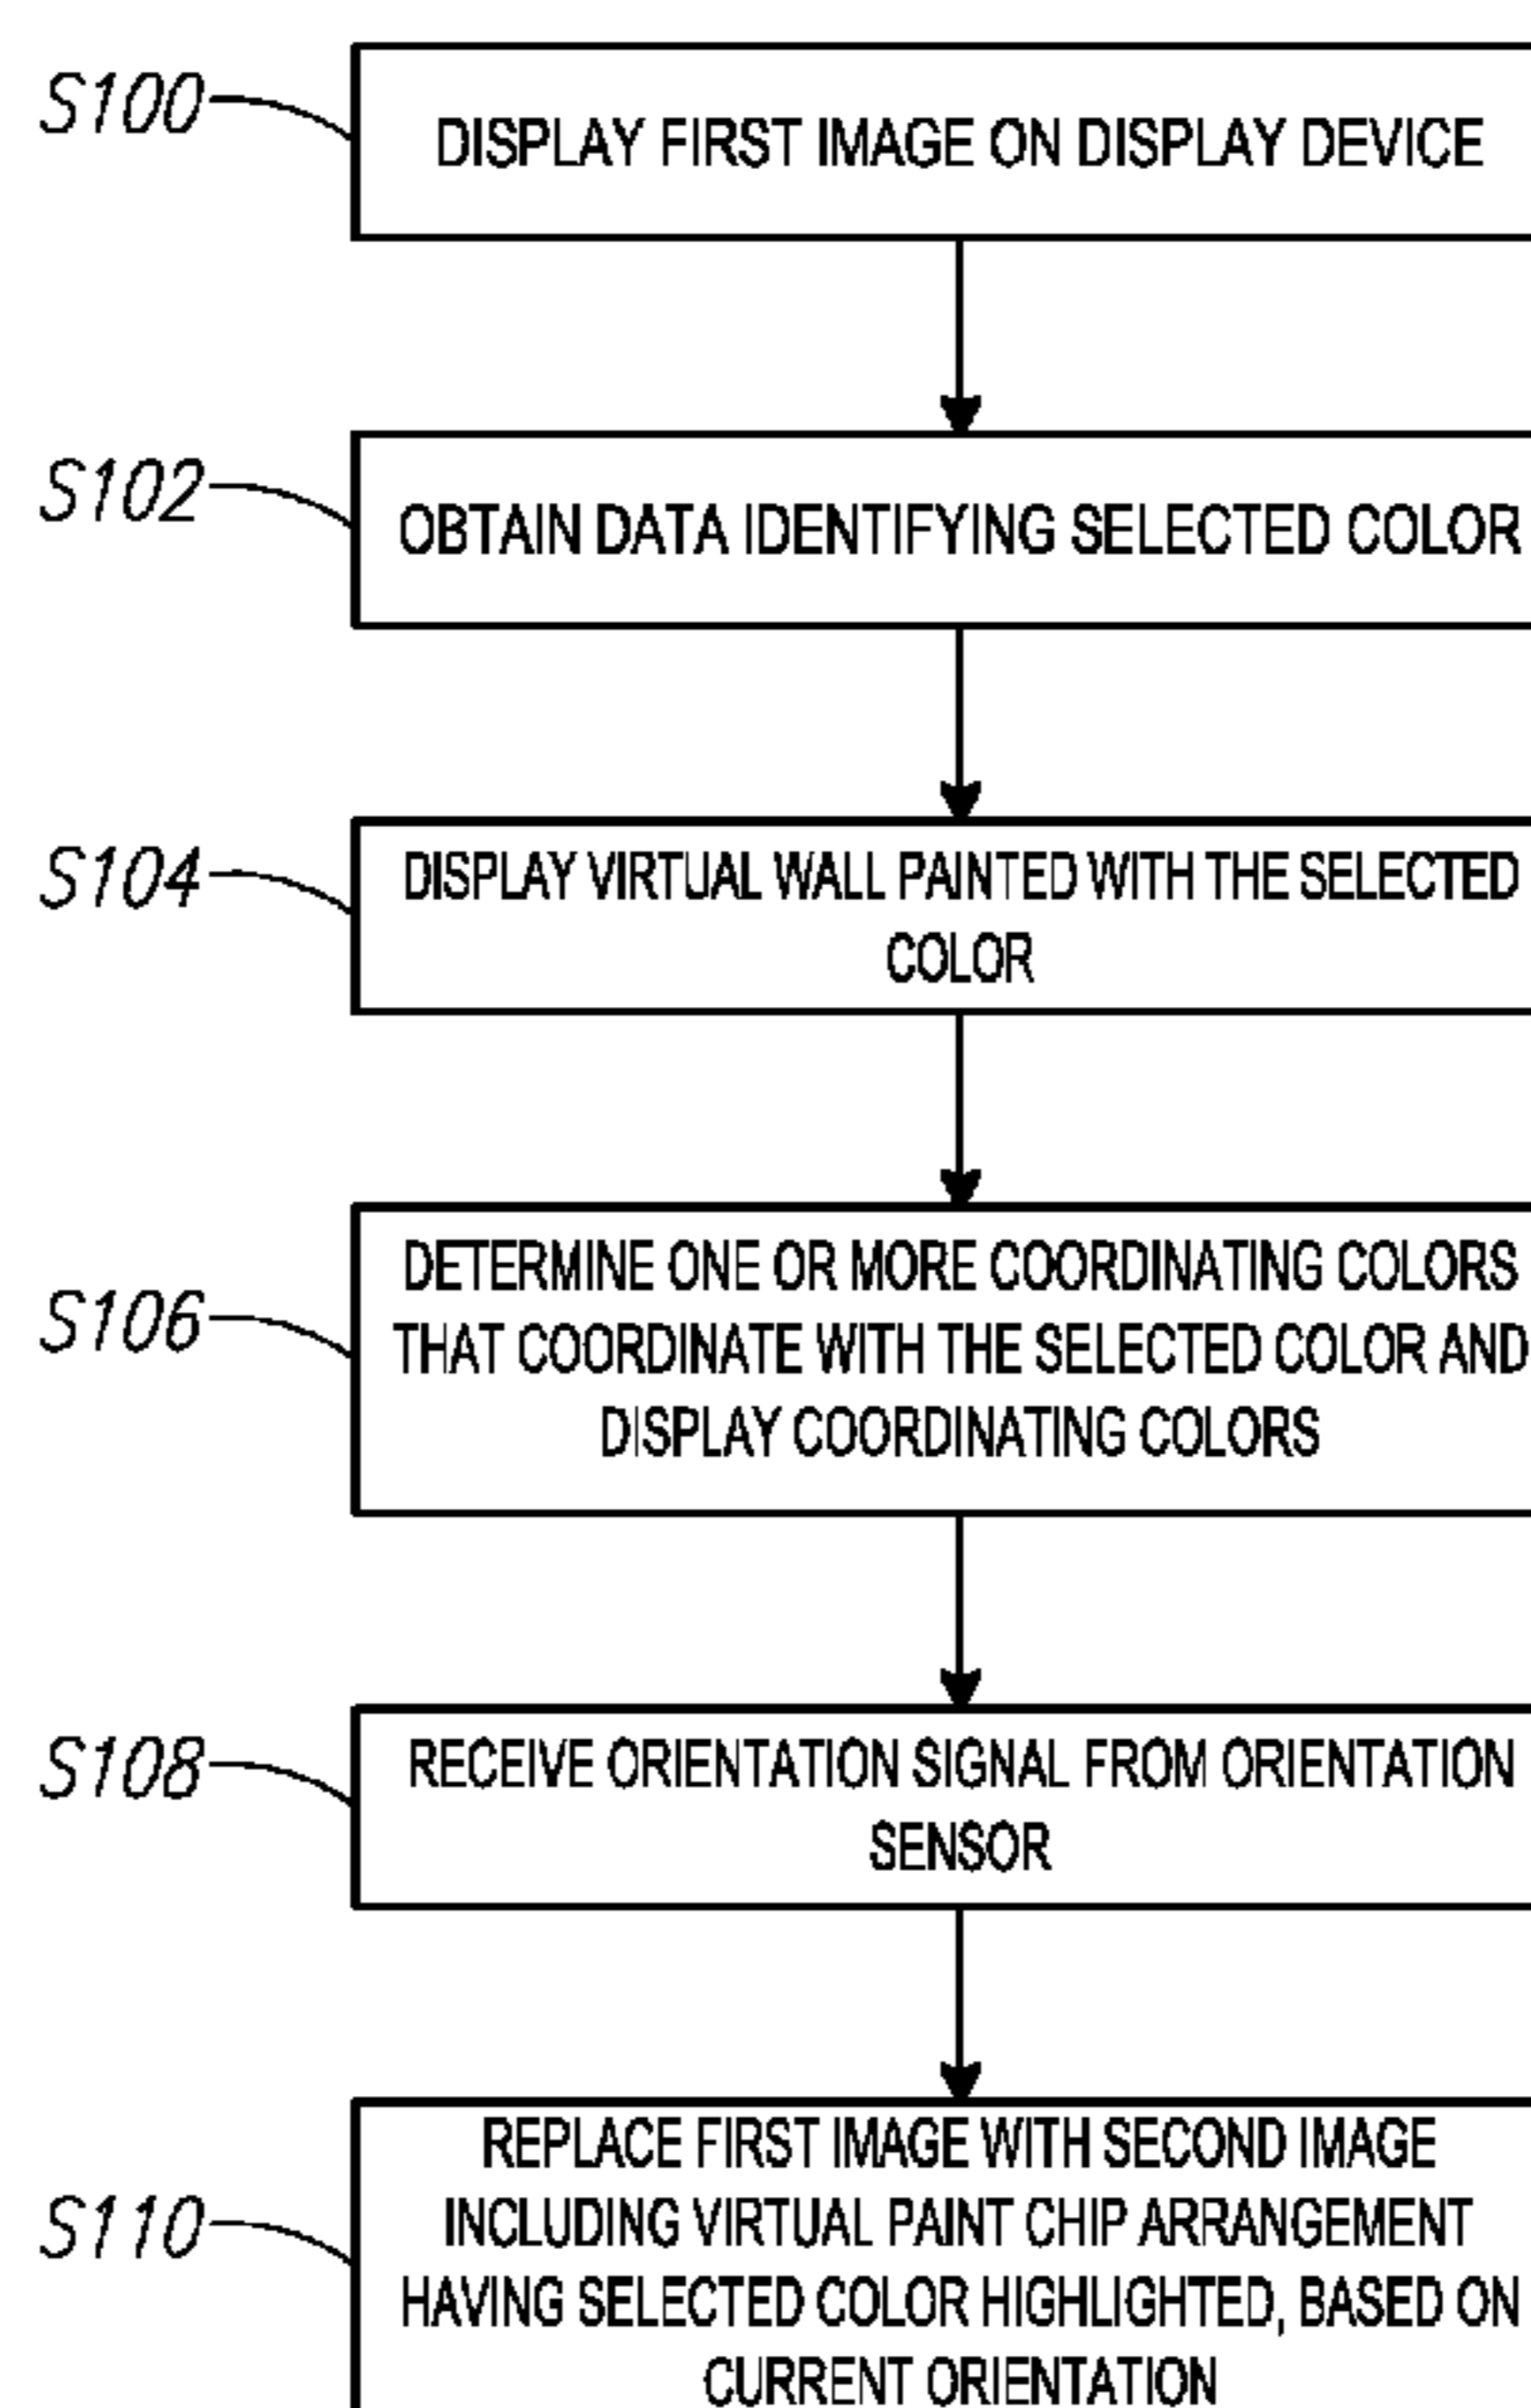 S100
DISPLAY FIRST IMAGE ON DISPLAY DEVICE
S102
OBTAIN DATA IDENTIFYING SELECTED COLOR
S104
DISPLAY VIRTUAL WALL PAINTED WITH THE SELECTED
COLOR
S106
DETERMINE ONE OR MORE COORDINATING COLORS
THAT COORDINATE WITH THE SELECTED COLOR AND
DISPLAY COORDINATING COLORS
S108
RECEIVE ORIENTATION SIGNAL FROM ORIENTATION
SENSOR
S110
REPLACE FIRST IMAGE WITH SECOND IMAGE
INCLUDING VIRTUAL PAINT CHIP ARRANGEMENT
HAVING SELECTED COLOR HIGHLIGHTED, BASED ON
CURRENT ORIENTATION